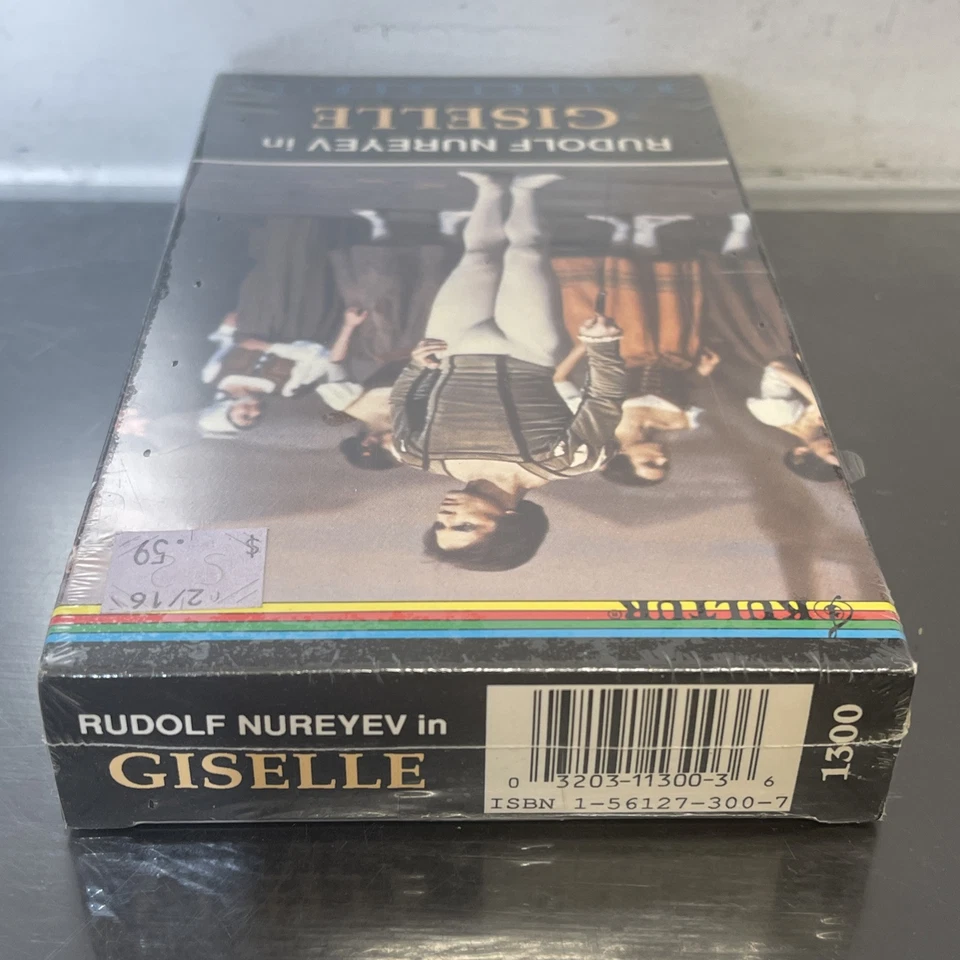 RUDOLF NUREYEV in
GISELLE
KULTUR®
$ .59
2/16
RUDOLF NUREYEV in
GISELLE
0 3203-11300-3 6
ISBN 1-56127-300-7
1300